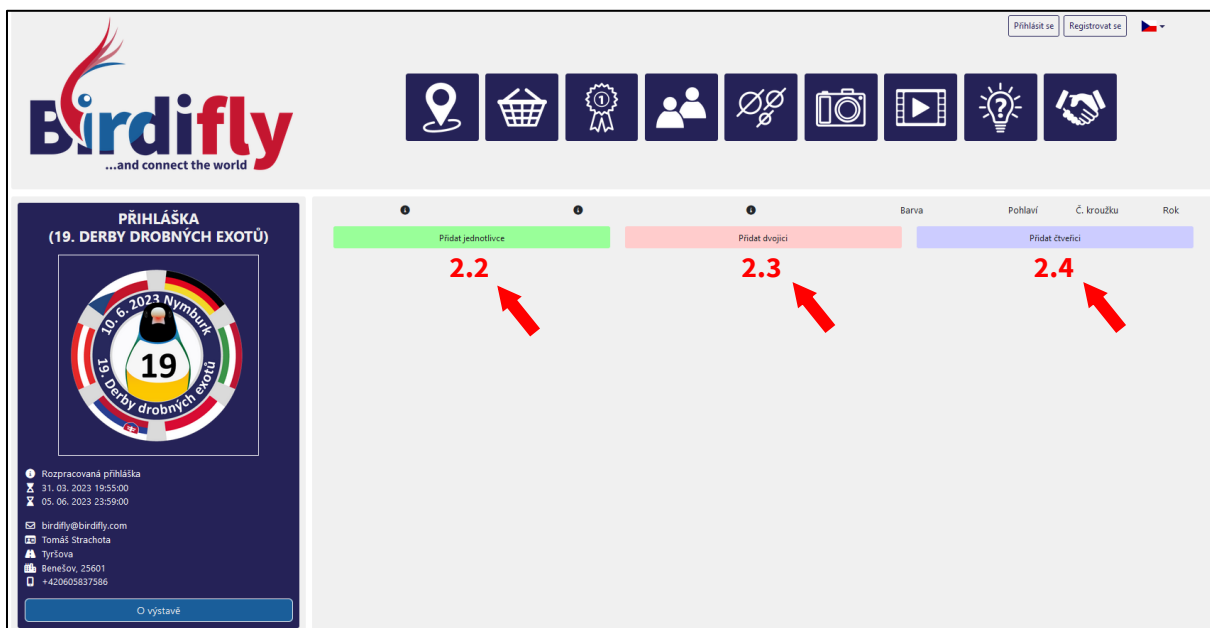 Přihlásit se Registrovat se
Birdifly
...and connect the world
1
?
PŘIHLÁŠKA
(19. DERBY DROBNÝCH EXOTŮ)
10. 6. 2023 Nymburk
19
19. Derby drobných exotů
Rozpracovaná přihláška
31. 03. 2023 19:55:00
05. 06. 2023 23:59:00
birdifly@birdifly.com
Tomáš Strachota
Tyršova
Benešov, 25601
+420605837586
O výstavě
Barva Pohlaví Č. kroužku Rok
Přidat jednotlivce Přidat dvojici Přidat čtveřici
2.2 2.3 2.4